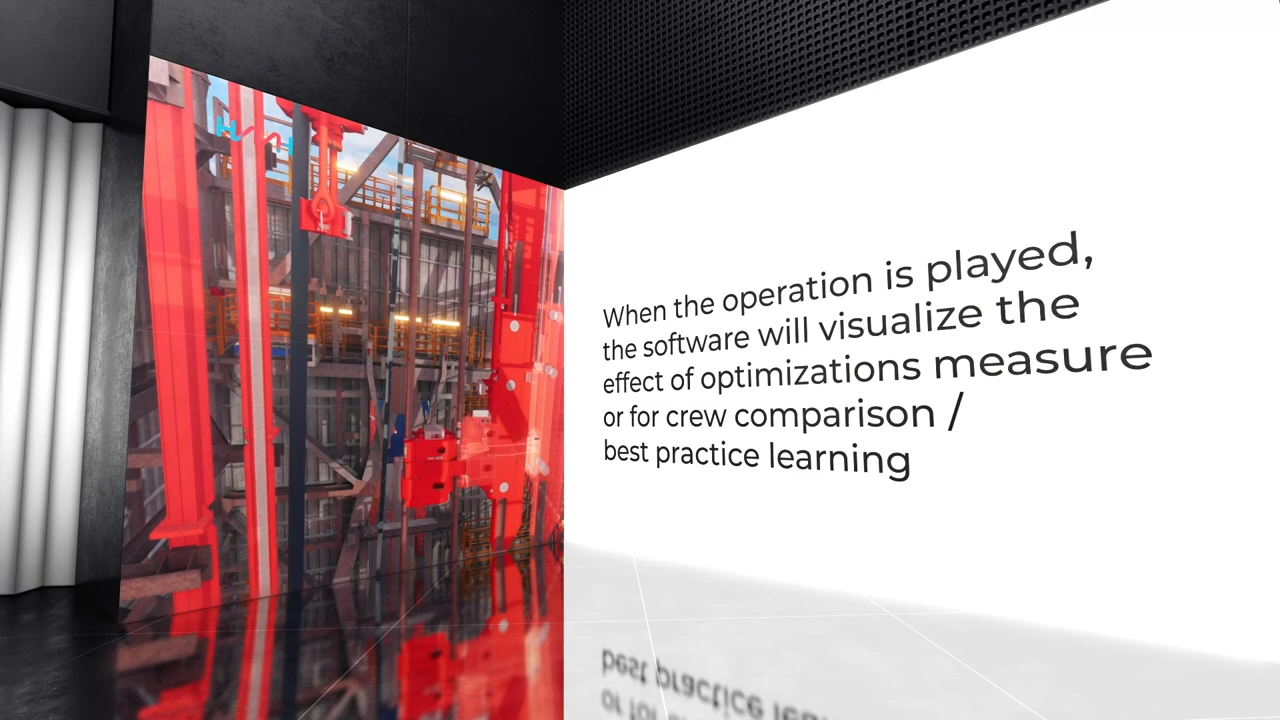 When the operation is played,
the software will visualize the
effect of optimizations measure
or for crew comparison /
best practice learning